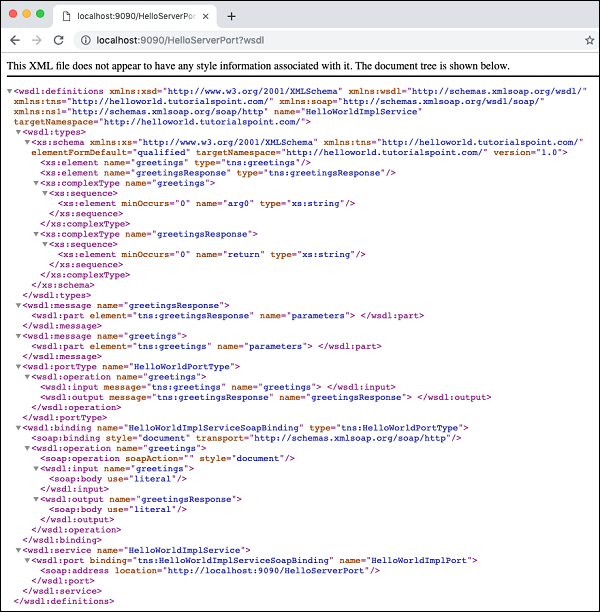 localhost:9090/HelloServerPor
localhost:9090/HelloServerPort?wsdl
This XML file does not appear to have any style information associated with it. The document tree is shown below.
<wsdl:definitions xmlns:xsd="http://www.w3.org/2001/XMLSchema" xmlns:wsdl="http://schemas.xmlsoap.org/wsdl/"
xmlns:tns="http://helloworld.tutorialspoint.com/" xmlns:soap="http://schemas.xmlsoap.org/wsdl/soap/"
xmlns:ns1="http://schemas.xmlsoap.org/soap/http" name="HelloWorldImplService"
targetNamespace="http://helloworld.tutorialspoint.com/">
<wsdl:types>
<xs:schema xmlns:xs="http://www.w3.org/2001/XMLSchema" xmlns:tns="http://helloworld.tutorialspoint.com/"
elementFormDefault="qualified" targetNamespace="http://helloworld.tutorialspoint.com/" version="1.0">
<xs:element name="greetings" type="tns:greetings"/>
<xs:element name="greetingsResponse" type="tns:greetingsResponse"/>
<xs:complexType name="greetings">
<xs:sequence>
<xs:element minOccurs="0" name="arg0" type="xs:string"/>
</xs:sequence>
</xs:complexType>
<xs:complexType name="greetingsResponse">
<xs:sequence>
<xs:element minOccurs="0" name="return" type="xs:string"/>
</xs:sequence>
</xs:complexType>
</xs:schema>
</wsdl:types>
<wsdl:message name="greetingsResponse">
<wsdl:part element="tns:greetingsResponse" name="parameters"> </wsdl:part>
</wsdl:message>
<wsdl:message name="greetings">
<wsdl:part element="tns:greetings" name="parameters"> </wsdl:part>
</wsdl:message>
<wsdl:portType name="HelloWorldPortType">
<wsdl:operation name="greetings">
<wsdl:input message="tns:greetings" name="greetings"> </wsdl:input>
<wsdl:output message="tns:greetingsResponse" name="greetingsResponse"> </wsdl:output>
</wsdl:operation>
</wsdl:portType>
<wsdl:binding name="HelloWorldImplServiceSoapBinding" type="tns:HelloWorldPortType">
<soap:binding style="document" transport="http://schemas.xmlsoap.org/soap/http"/>
<wsdl:operation name="greetings">
<soap:operation soapAction="" style="document"/>
<wsdl:input name="greetings">
<soap:body use="literal"/>
</wsdl:input>
<wsdl:output name="greetingsResponse">
<soap:body use="literal"/>
</wsdl:output>
</wsdl:operation>
</wsdl:binding>
<wsdl:service name="HelloWorldImplService">
<wsdl:port binding="tns:HelloWorldImplServiceSoapBinding" name="HelloWorldImplPort">
<soap:address location="http://localhost:9090/HelloServerPort"/>
</wsdl:port>
</wsdl:service>
</wsdl:definitions>